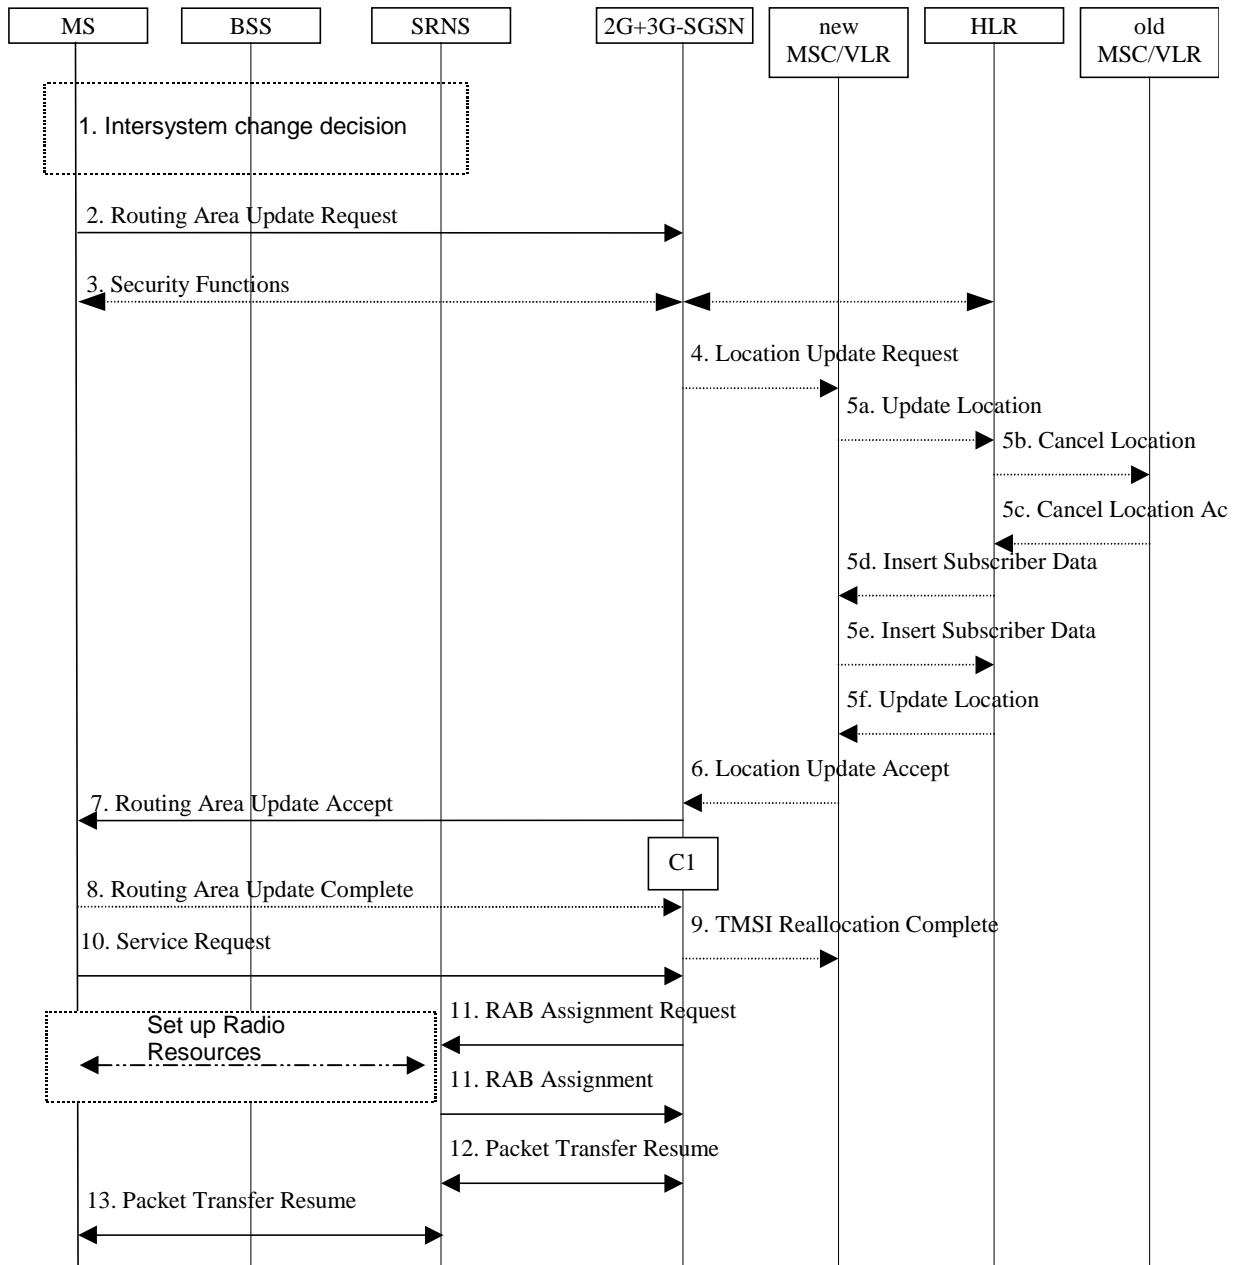 MS
BSS
SRNS
2G+3G-SGSN
new
MSC/VLR
HLR
old
MSC/VLR
1. Intersystem change decision
2. Routing Area Update Request
3. Security Functions
4. Location Update Request
5a. Update Location
5b. Cancel Location
5c. Cancel Location Ac
5d. Insert Subscriber Data
5e. Insert Subscriber Data
5f. Update Location
6. Location Update Accept
7. Routing Area Update Accept
C1
8. Routing Area Update Complete
9. TMSI Reallocation Complete
10. Service Request
11. RAB Assignment Request
Set up Radio
Resources
11. RAB Assignment
12. Packet Transfer Resume
13. Packet Transfer Resume